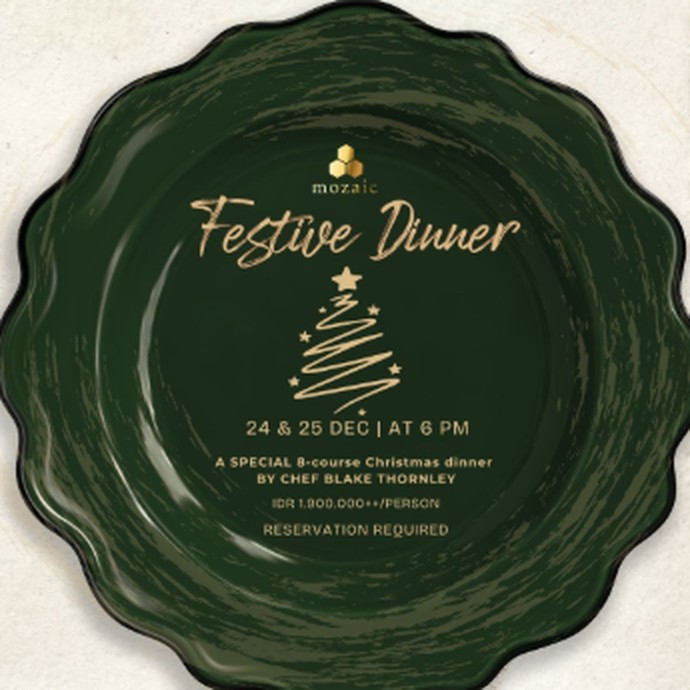 mozaic
Festive Dinner
24 & 25 DEC | AT 6 PM
A SPECIAL 8-course Christmas dinner
BY CHEF BLAKE THORNLEY
IDR 1.900.000++/PERSON
RESERVATION REQUIRED